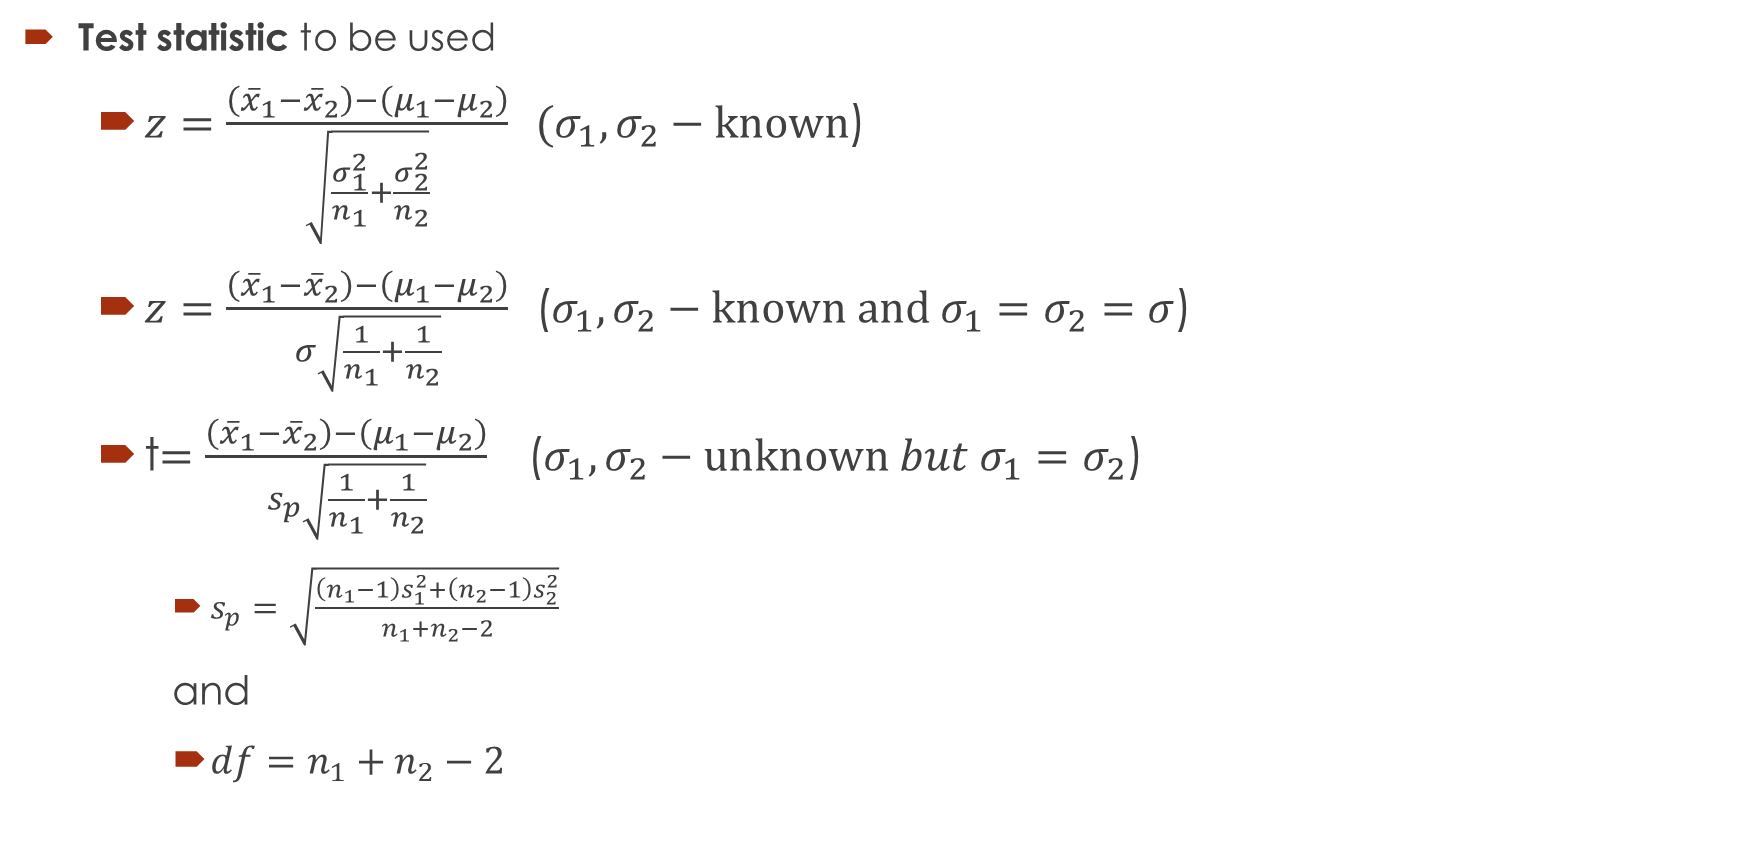 Test statistic to be used
z = ((x̄₁−x̄₂)−(μ₁−μ₂))/√(σ₁²/n₁+σ₂²/n₂) (σ₁, σ₂ − known)
z = ((x̄₁−x̄₂)−(μ₁−μ₂))/(σ√(1/n₁+1/n₂)) (σ₁, σ₂ − known and σ₁ = σ₂ = σ)
t= ((x̄₁−x̄₂)−(μ₁−μ₂))/(sₚ√(1/n₁+1/n₂)) (σ₁, σ₂ − unknown but σ₁ = σ₂)
sₚ = √(((n₁−1)s₁²+(n₂−1)s₂²)/(n₁+n₂−2))
and
df = n₁ + n₂ − 2